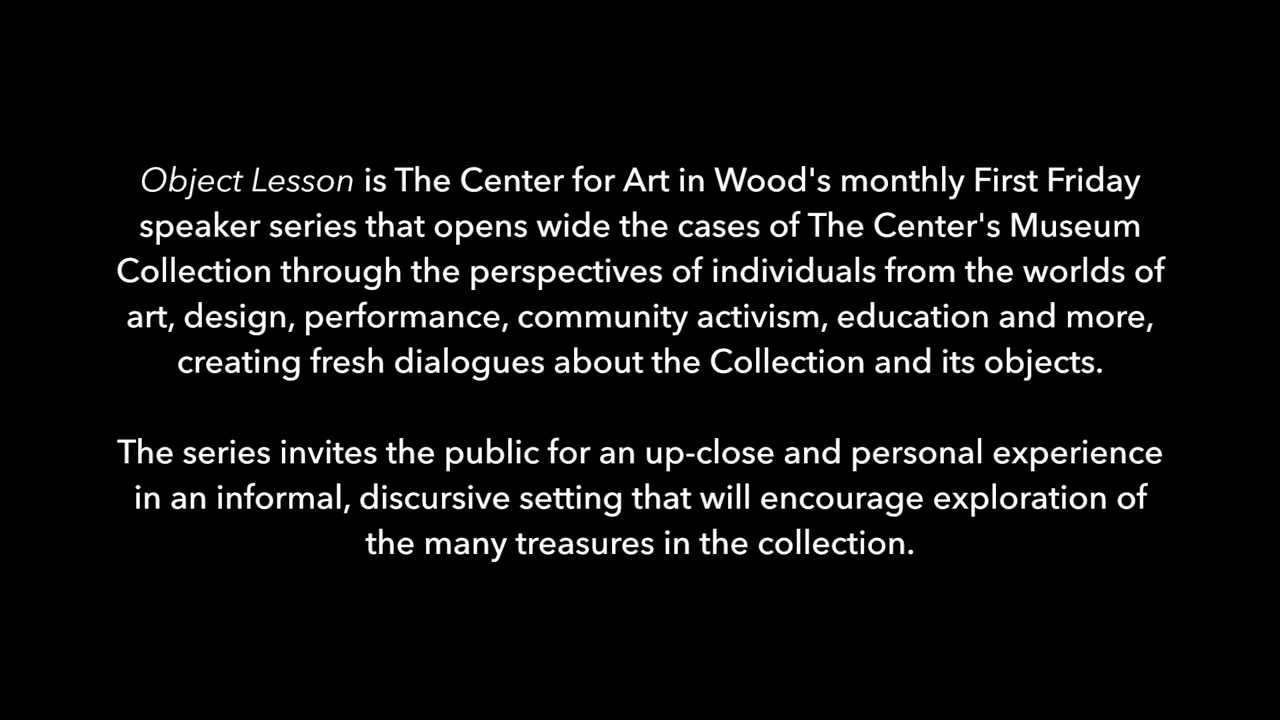 Object Lesson is The Center for Art in Wood's monthly First Friday
speaker series that opens wide the cases of The Center's Museum
Collection through the perspectives of individuals from the worlds of
art, design, performance, community activism, education and more,
creating fresh dialogues about the Collection and its objects.
The series invites the public for an up-close and personal experience
in an informal, discursive setting that will encourage exploration of
the many treasures in the collection.